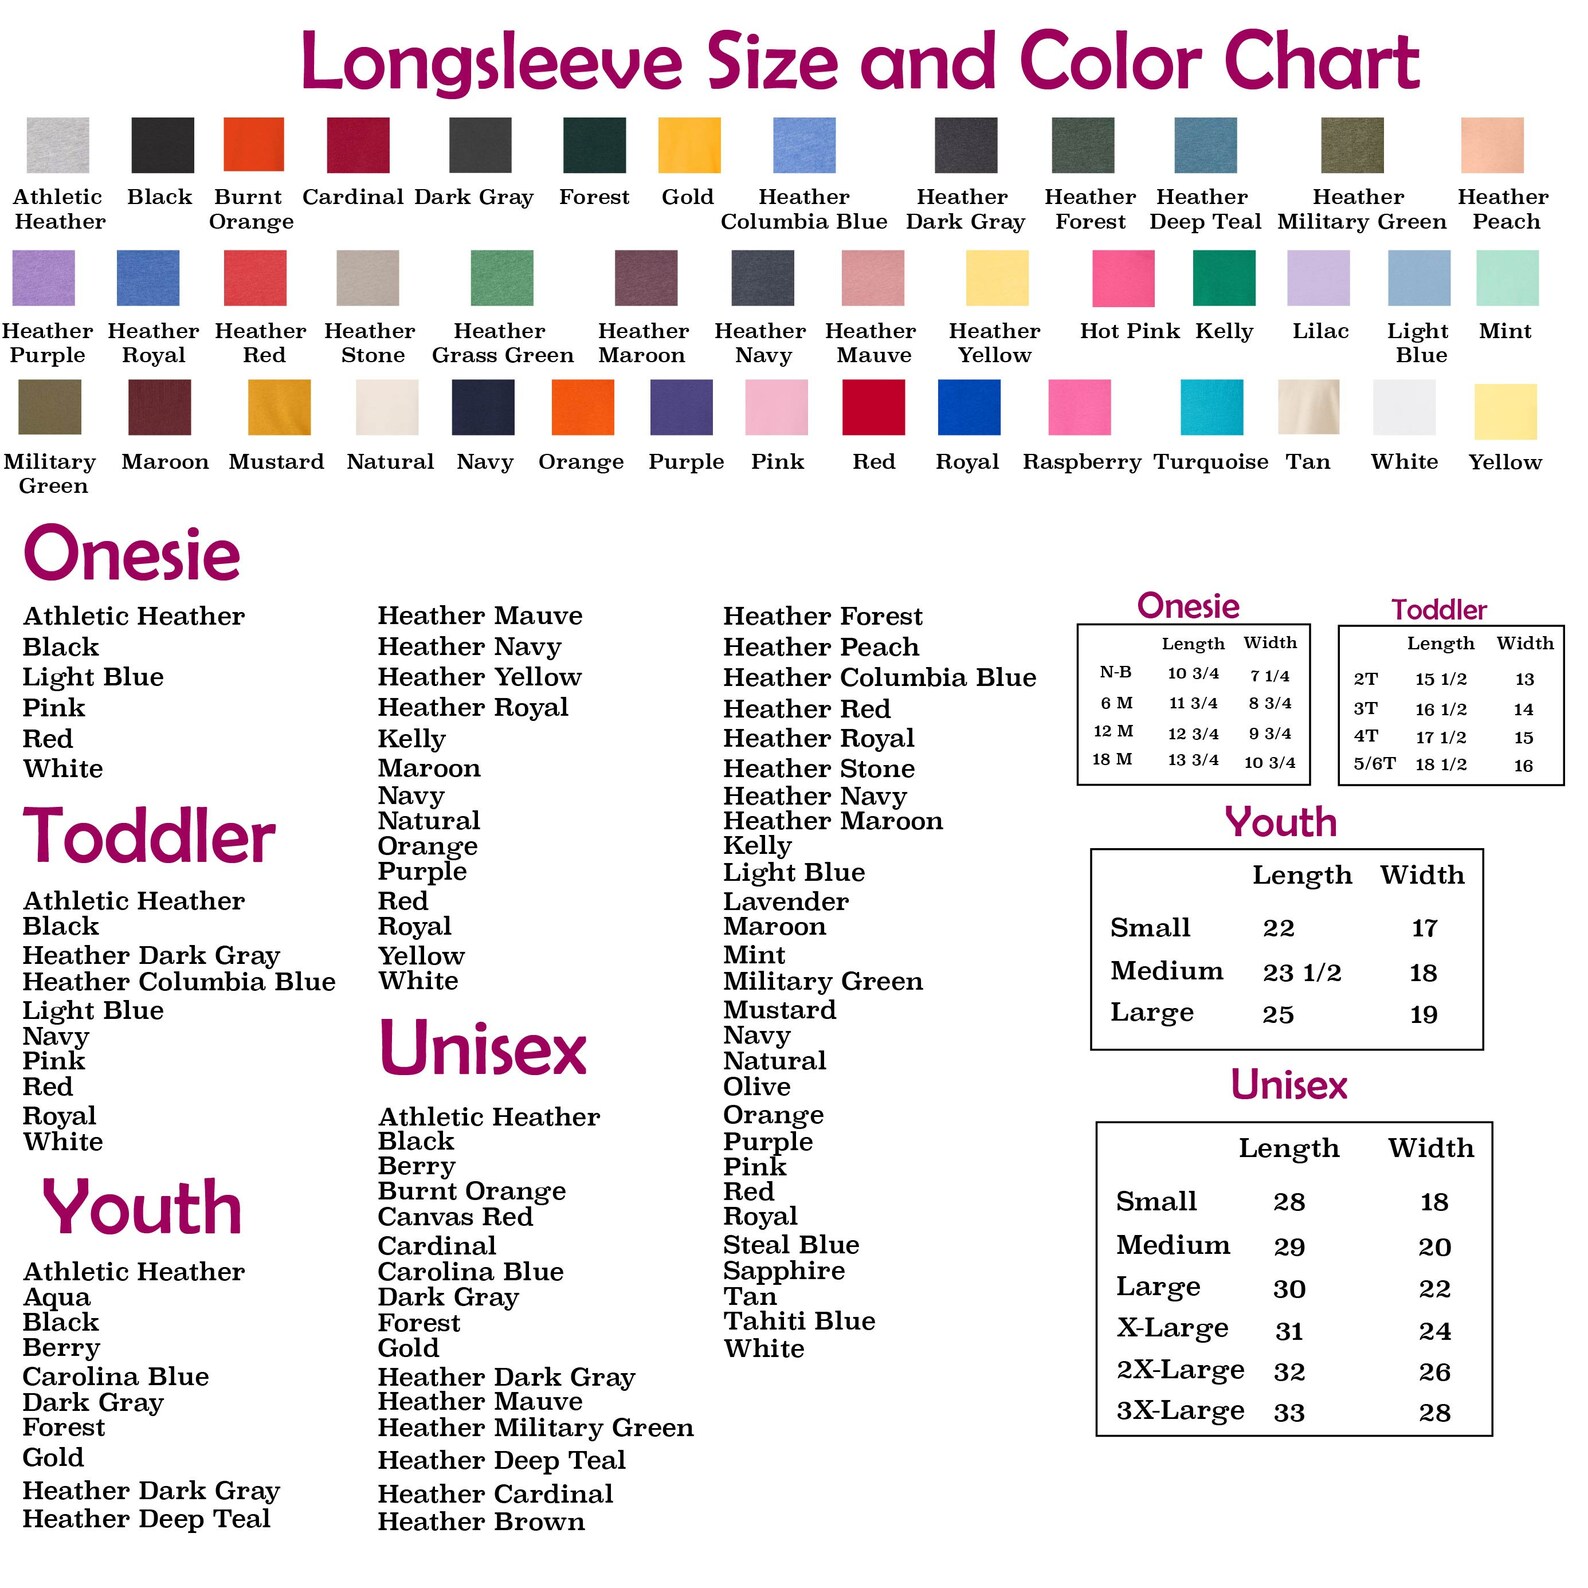 Longsleeve Size and Color Chart
Athletic Heather
Black
Burnt Orange
Cardinal
Dark Gray
Forest
Gold
Heather Columbia Blue
Heather Dark Gray
Heather Forest
Heather Deep Teal
Heather Military Green
Heather Peach
Heather Purple
Heather Royal
Heather Red
Heather Stone
Heather Grass Green
Heather Maroon
Heather Navy
Heather Mauve
Heather Yellow
Hot Pink
Kelly
Lilac
Light Blue
Mint
Military Green
Maroon
Mustard
Natural
Navy
Orange
Purple
Pink
Red
Royal
Raspberry
Turquoise
Tan
White
Yellow
Onesie
Athletic Heather
Black
Light Blue
Pink
Red
White
Toddler
Athletic Heather
Black
Heather Dark Gray
Heather Columbia Blue
Light Blue
Navy
Pink
Red
Royal
White
Youth
Athletic Heather
Aqua
Black
Berry
Carolina Blue
Dark Gray
Forest
Gold
Heather Dark Gray
Heather Deep Teal
Heather Mauve
Heather Navy
Heather Yellow
Heather Royal
Kelly
Maroon
Navy
Natural
Orange
Purple
Red
Royal
Yellow
White
Unisex
Athletic Heather
Black
Berry
Burnt Orange
Canvas Red
Cardinal
Carolina Blue
Dark Gray
Forest
Gold
Heather Dark Gray
Heather Mauve
Heather Military Green
Heather Deep Teal
Heather Cardinal
Heather Brown
Heather Forest
Heather Peach
Heather Columbia Blue
Heather Red
Heather Royal
Heather Stone
Heather Navy
Heather Maroon
Kelly
Light Blue
Lavender
Maroon
Mint
Military Green
Mustard
Navy
Natural
Olive
Orange
Purple
Pink
Red
Royal
Steal Blue
Sapphire
Tan
Tahiti Blue
White
Onesie
Length Width
N-B 10 3/4 7 1/4
6 M 11 3/4 8 3/4
12 M 12 3/4 9 3/4
18 M 13 3/4 10 3/4
Toddler
Length Width
2T 15 1/2 13
3T 16 1/2 14
4T 17 1/2 15
5/6T 18 1/2 16
Youth
Length Width
Small 22 17
Medium 23 1/2 18
Large 25 19
Unisex
Length Width
Small 28 18
Medium 29 20
Large 30 22
X-Large 31 24
2X-Large 32 26
3X-Large 33 28